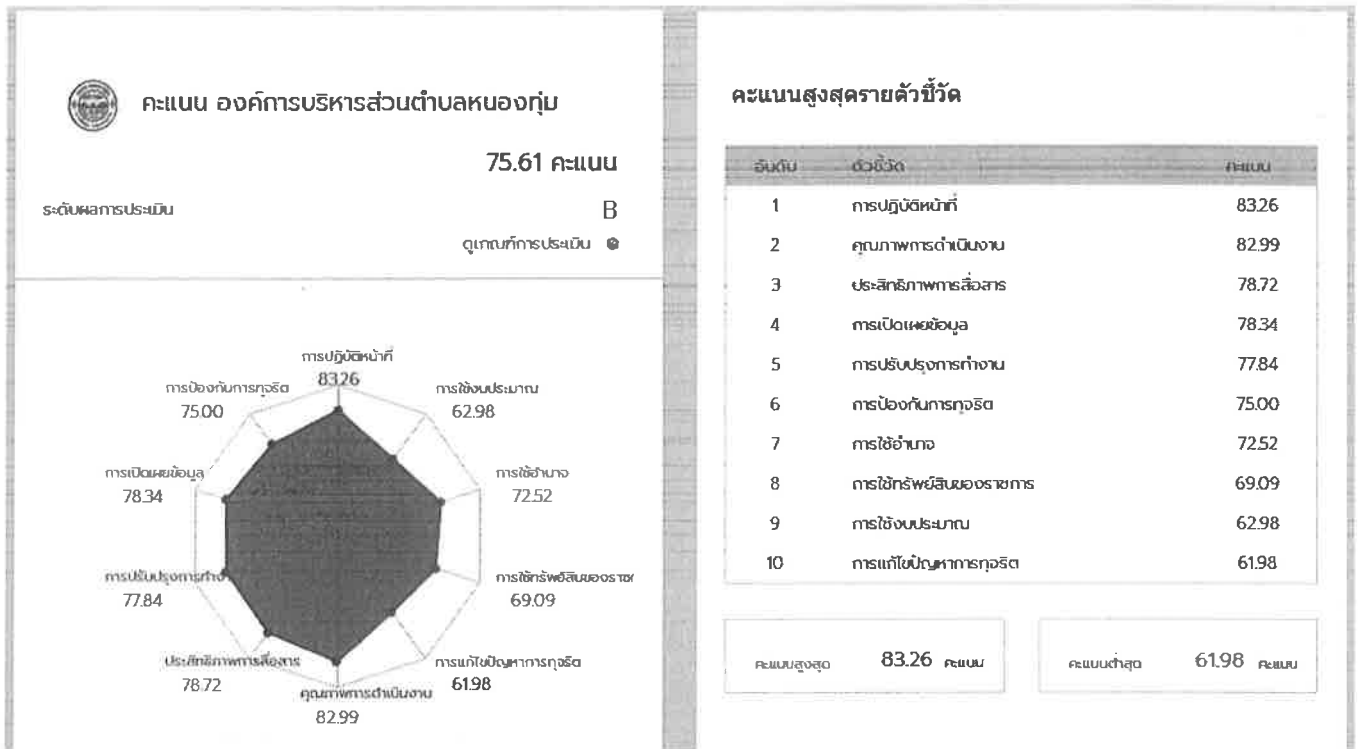 คะแนน องค์การบริหารส่วนตำบลหนองทุ่ม
75.61 คะแนน
ระดับผลการประเมิน B
ดูเกณฑ์การประเมิน
การปฏิบัติหน้าที่
83.26
การป้องกันการทุจริต
75.00
การใช้งบประมาณ
62.98
การเปิดเผยข้อมูล
78.34
การใช้อำนาจ
72.52
การปรับปรุงการทำง
77.84
การใช้ทรัพย์สินของราช
69.09
ประสิทธิภาพการสื่อสาร
78.72
การแก้ไขปัญหาการทุจริต
61.98
คุณภาพการดำเนินงาน
82.99
คะแนนสูงสุดรายตัวชี้วัด
อันดับ ตัวชี้วัด คะแนน
1 การปฏิบัติหน้าที่ 83.26
2 คุณภาพการดำเนินงาน 82.99
3 ประสิทธิภาพการสื่อสาร 78.72
4 การเปิดเผยข้อมูล 78.34
5 การปรับปรุงการทำงาน 77.84
6 การป้องกันการทุจริต 75.00
7 การใช้อำนาจ 72.52
8 การใช้ทรัพย์สินของราชการ 69.09
9 การใช้งบประมาณ 62.98
10 การแก้ไขปัญหาการทุจริต 61.98
คะแนนสูงสุด 83.26 คะแนน
คะแนนต่ำสุด 61.98 คะแนน